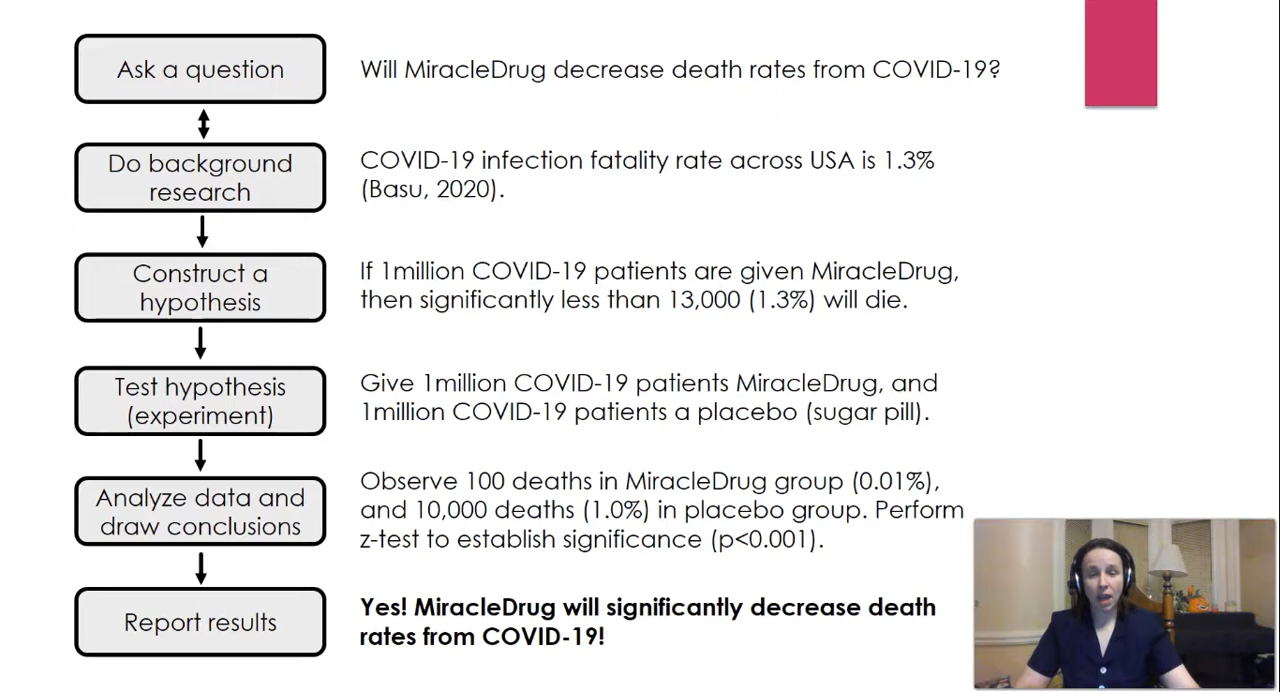 Ask a question
Will MiracleDrug decrease death rates from COVID-19?
Do background
research
COVID-19 infection fatality rate across USA is 1.3%
(Basu, 2020).
Construct a
hypothesis
If 1million COVID-19 patients are given MiracleDrug,
then significantly less than 13,000 (1.3%) will die.
Test hypothesis
(experiment)
Give 1million COVID-19 patients MiracleDrug, and
1million COVID-19 patients a placebo (sugar pill).
Analyze data and
draw conclusions
Observe 100 deaths in MiracleDrug group (0.01%),
and 10,000 deaths (1.0%) in placebo group. Perform
z-test to establish significance (p<0.001).
Report results
Yes! MiracleDrug will significantly decrease death
rates from COVID-19!